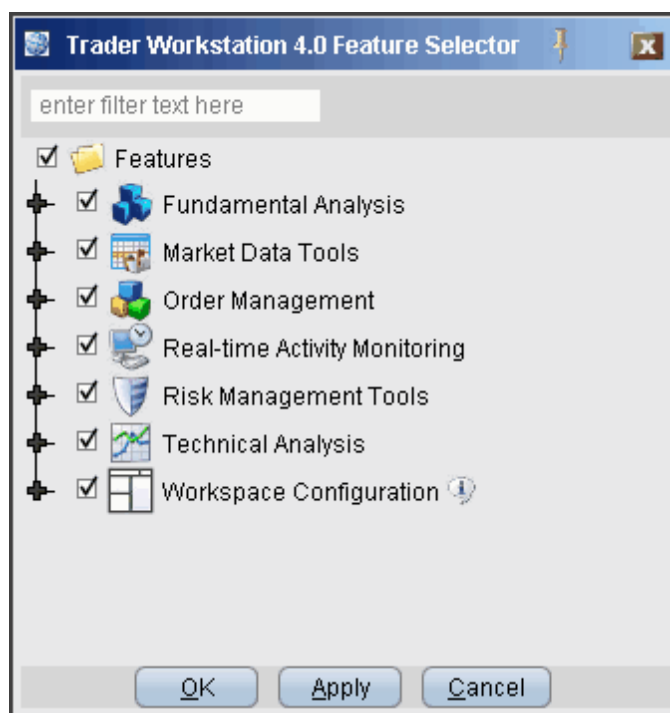 Trader Workstation 4.0 Feature Selector
enter filter text here
Features
Fundamental Analysis
Market Data Tools
Order Management
Real-time Activity Monitoring
Risk Management Tools
Technical Analysis
Workspace Configuration
OK Apply Cancel